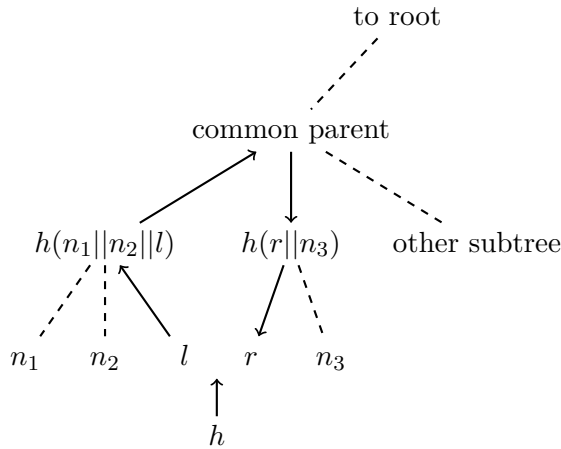 to root
common parent
h(n₁||n₂||l) h(r||n₃) other subtree
n₁ n₂ l r n₃
h